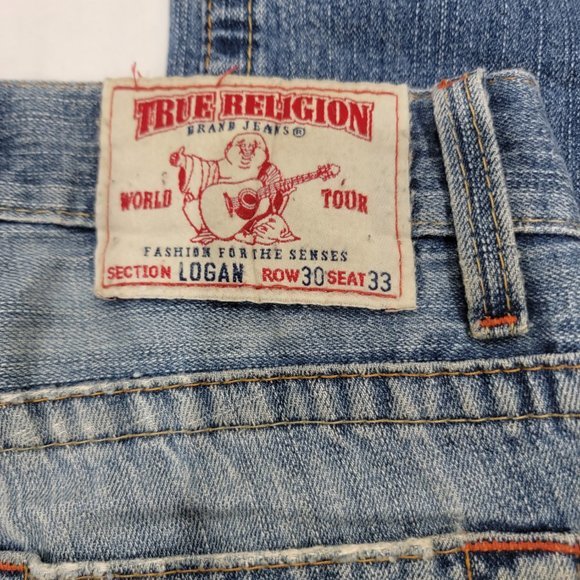 TRUE RELIGION
BRAND JEANS®
WORLD TOUR
FASHION FOR THE SENSES
SECTION LOGAN ROW 30 SEAT 33